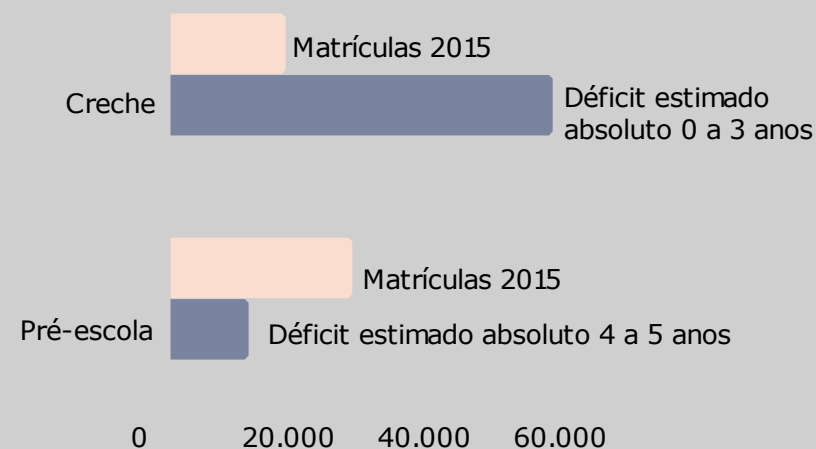 Matrículas 2015
Creche
Déficit estimado
absoluto 0 a 3 anos
Matrículas 2015
Pré-escola
Déficit estimado absoluto 4 a 5 anos
0 20.000 40.000 60.000